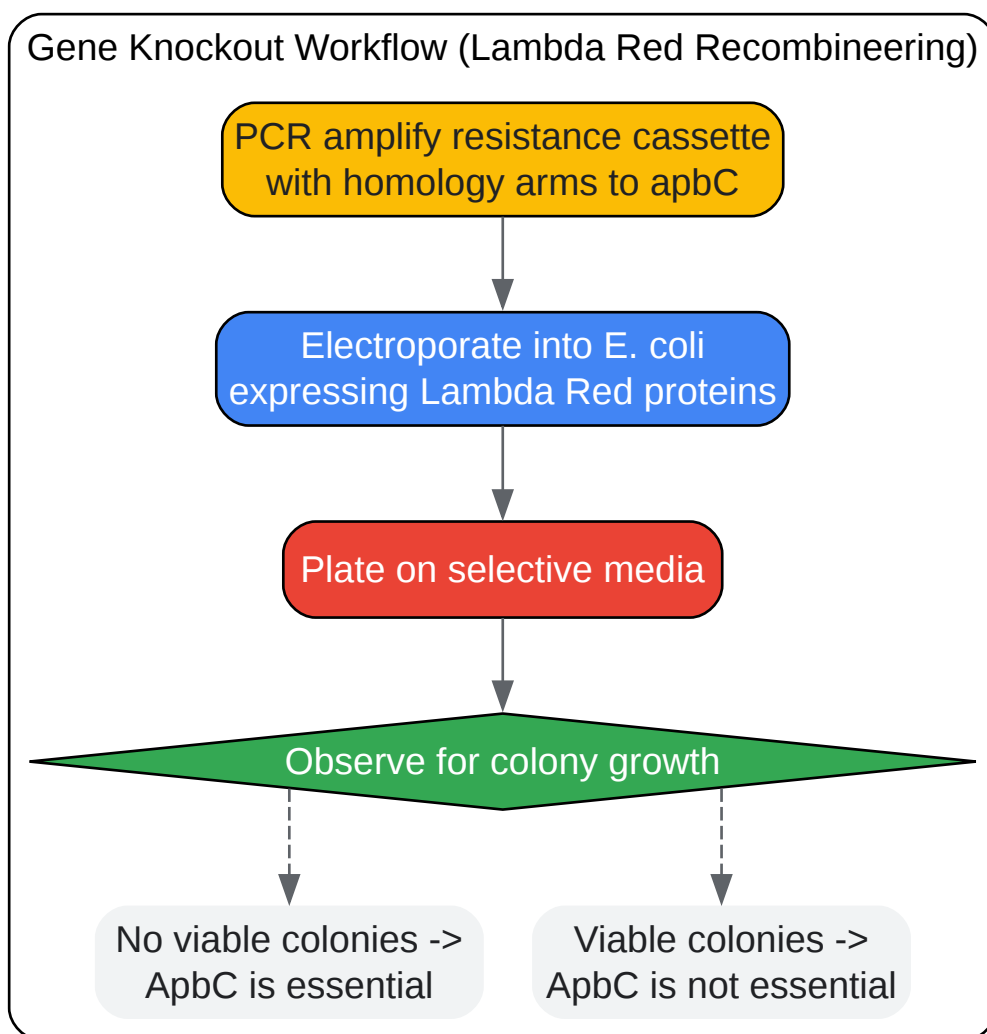 Gene Knockout Workflow (Lambda Red Recombineering)
PCR amplify resistance cassette
with homology arms to apbC
Electroporate into E. coli
expressing Lambda Red proteins
Plate on selective media
Observe for colony growth
No viable colonies ->
ApbC is essential
Viable colonies ->
ApbC is not essential